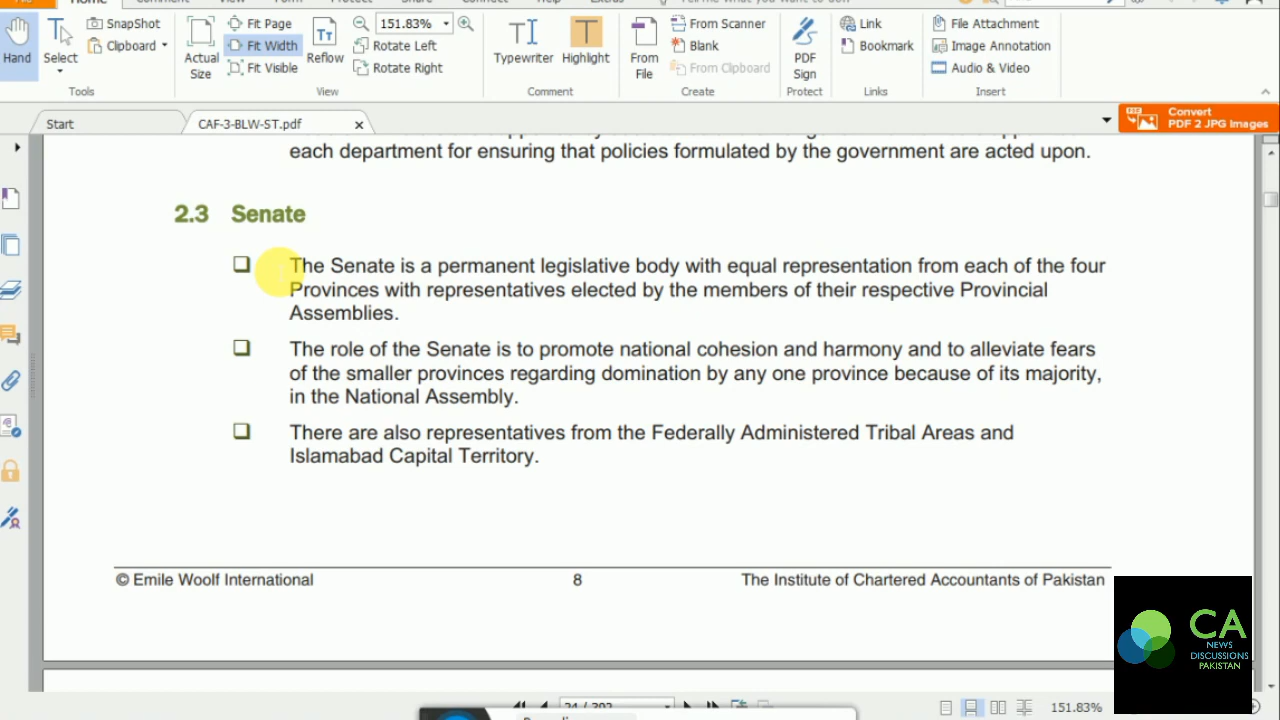 Home
SnapShot
Clipboard
Hand
Select
Tools
Actual
Size
Fit Page
Fit Width
Fit Visible
Reflow
151.83%
Rotate Left
Rotate Right
View
Typewriter
Highlight
Comment
From
File
From Scanner
Blank
From Clipboard
Create
PDF
Sign
Protect
Link
Bookmark
Links
File Attachment
Image Annotation
Audio & Video
Insert
Start
CAF-3-BLW-ST.pdf
Convert
PDF 2 JPG Images
each department for ensuring that policies formulated by the government are acted upon.
2.3 Senate
❑ The Senate is a permanent legislative body with equal representation from each of the four
Provinces with representatives elected by the members of their respective Provincial
Assemblies.
❑ The role of the Senate is to promote national cohesion and harmony and to alleviate fears
of the smaller provinces regarding domination by any one province because of its majority,
in the National Assembly.
❑ There are also representatives from the Federally Administered Tribal Areas and
Islamabad Capital Territory.
© Emile Woolf International
8
The Institute of Chartered Accountants of Pakistan
CA
NEWS
DISCUSSIONS
PAKISTAN
24 / 392
151.83%